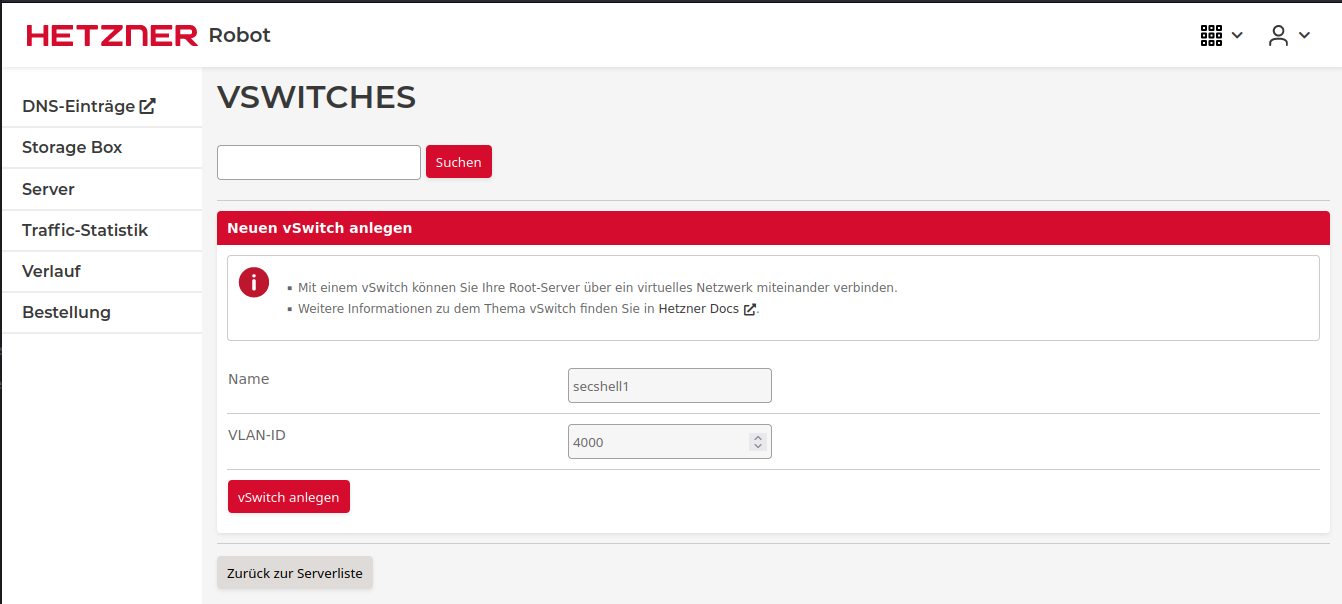 HETZNER Robot
DNS-Einträge
Storage Box
Server
Traffic-Statistik
Verlauf
Bestellung
VSWITCHES
Suchen
Neuen vSwitch anlegen
Mit einem vSwitch können Sie Ihre Root-Server über ein virtuelles Netzwerk miteinander verbinden.
Weitere Informationen zu dem Thema vSwitch finden Sie in Hetzner Docs.
Name
secshell1
VLAN-ID
4000
vSwitch anlegen
Zurück zur Serverliste